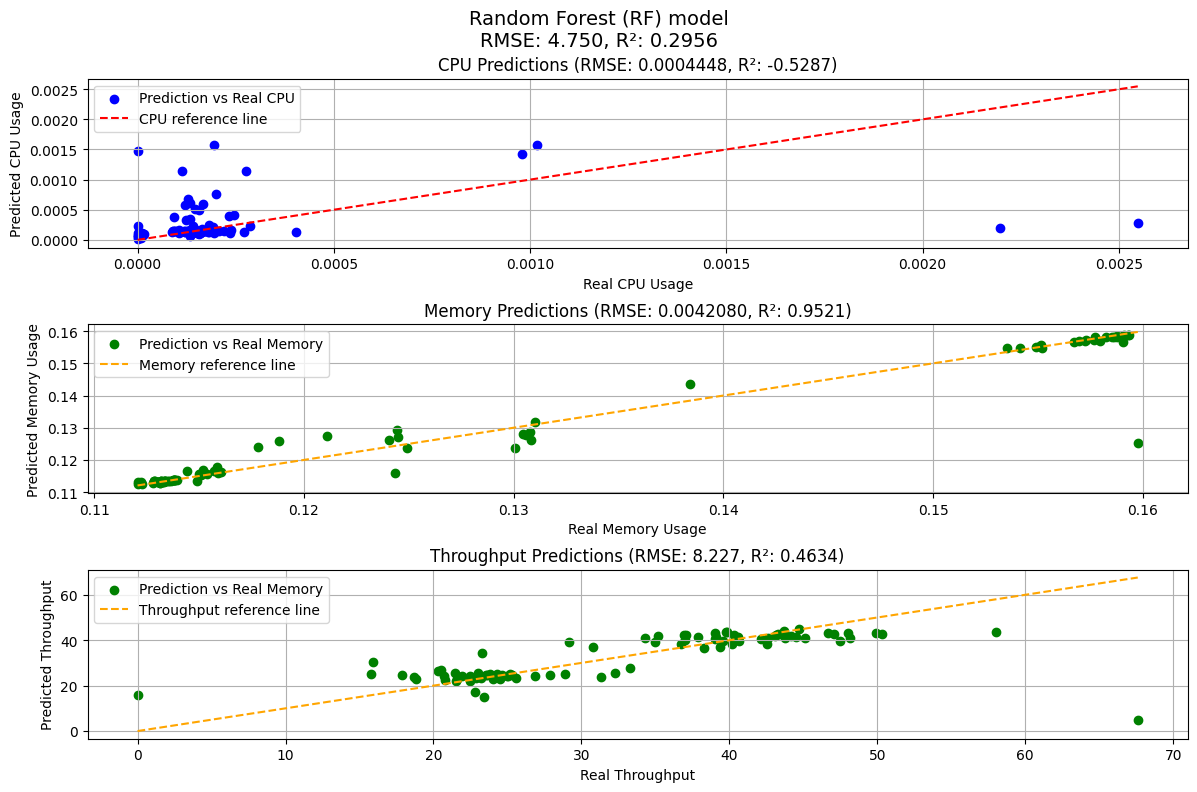 Random Forest (RF) model
RMSE: 4.750, R²: 0.2956
CPU Predictions (RMSE: 0.0004448, R²: -0.5287)
Prediction vs Real CPU
CPU reference line
Predicted CPU Usage
0.0025
0.0020
0.0015
0.0010
0.0005
0.0000
0.0000 0.0005 0.0010 0.0015 0.0020 0.0025
Real CPU Usage
Memory Predictions (RMSE: 0.0042080, R²: 0.9521)
Prediction vs Real Memory
Memory reference line
Predicted Memory Usage
0.16
0.15
0.14
0.13
0.12
0.11
0.11 0.12 0.13 0.14 0.15 0.16
Real Memory Usage
Throughput Predictions (RMSE: 8.227, R²: 0.4634)
Prediction vs Real Memory
Throughput reference line
Predicted Throughput
60
40
20
0
0 10 20 30 40 50 60 70
Real Throughput